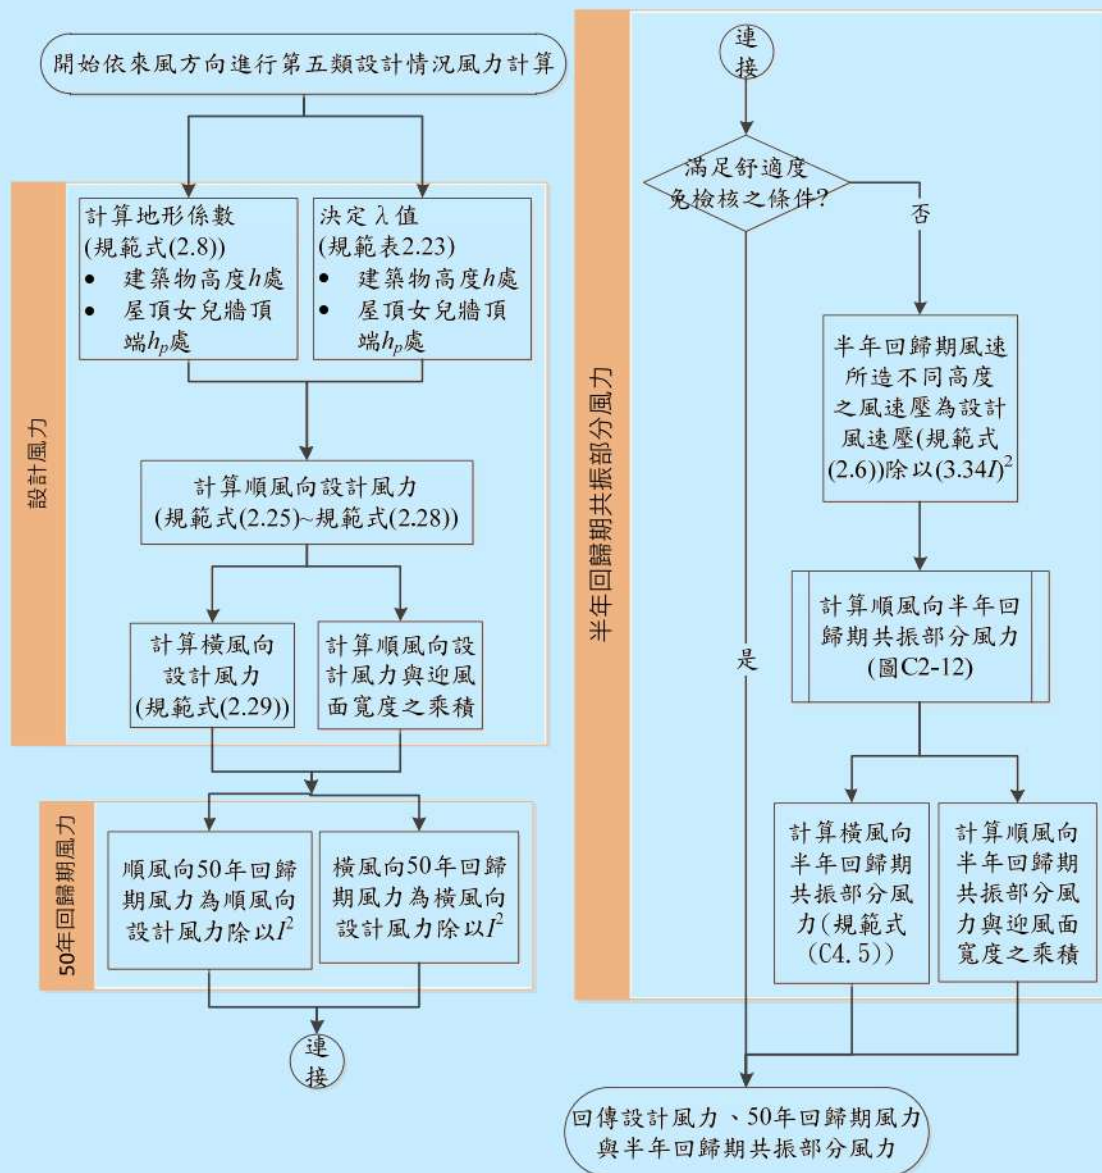 開始依來風方向進行第五類設計情況風力計算
設計風力
計算地形係數
(規範式(2.8))
• 建築物高度h處
• 屋頂女兒牆頂
端hp處
決定λ值
(規範表2.23)
• 建築物高度h處
• 屋頂女兒牆頂
端hp處
計算順風向設計風力
(規範式(2.25)~規範式(2.28))
計算橫風向
設計風力
(規範式(2.29))
計算順風向設
計風力與迎風
面寬度之乘積
50年回歸期風力
順風向50年回歸
期風力為順風向
設計風力除以I²
橫風向50年回歸
期風力為橫風向
設計風力除以I²
連
接
半年回歸期共振部分風力
連
接
滿足舒適度
免檢核之條件?
否
是
半年回歸期風速
所造不同高度
之風速壓為設計
風速壓(規範式
(2.6))除以(3.34I)²
計算順風向半年回
歸期共振部分風力
(圖C2-12)
計算橫風向
半年回歸期
共振部分風
力(規範式
(C4.5))
計算順風向
半年回歸期
共振部分風
力與迎風面
寬度之乘積
回傳設計風力、50年回歸期風力
與半年回歸期共振部分風力